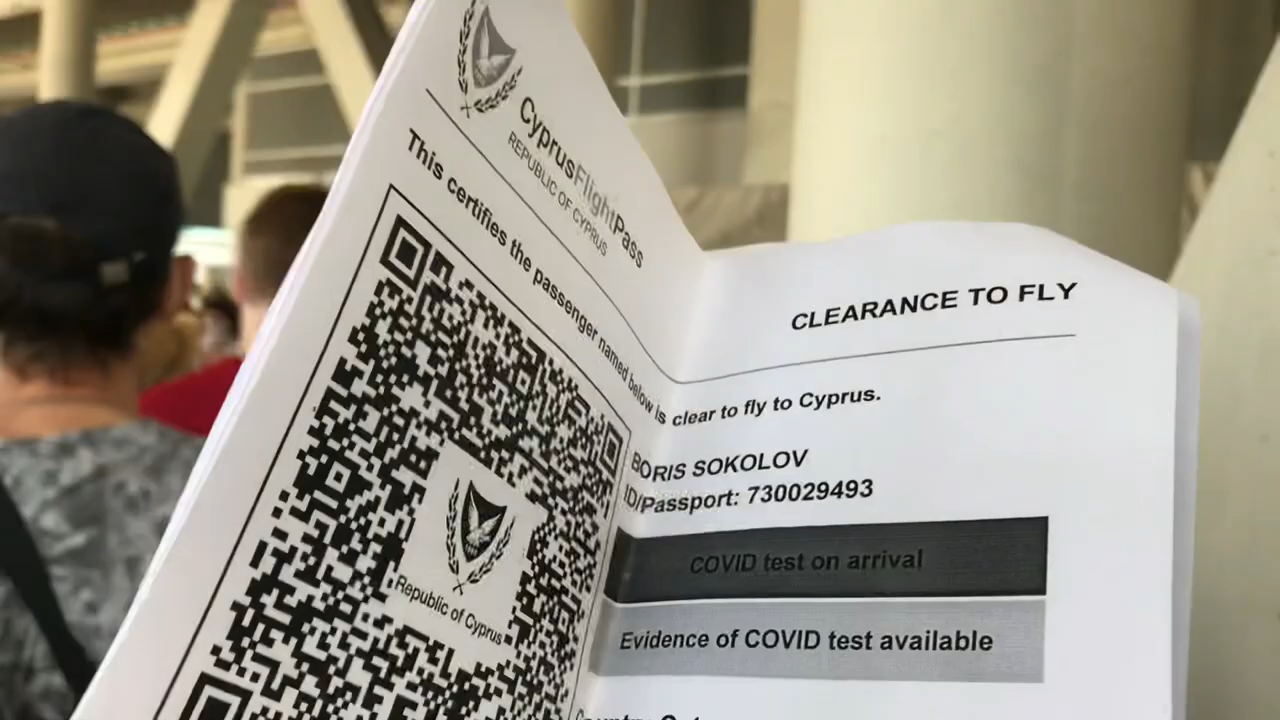 CyprusFlightPass
REPUBLIC OF CYPRUS
CLEARANCE TO FLY
This certifies the passenger named below is clear to fly to Cyprus.
BORIS SOKOLOV
ID/Passport: 730029493
COVID test on arrival
Evidence of COVID test available
Republic of Cyprus
Country